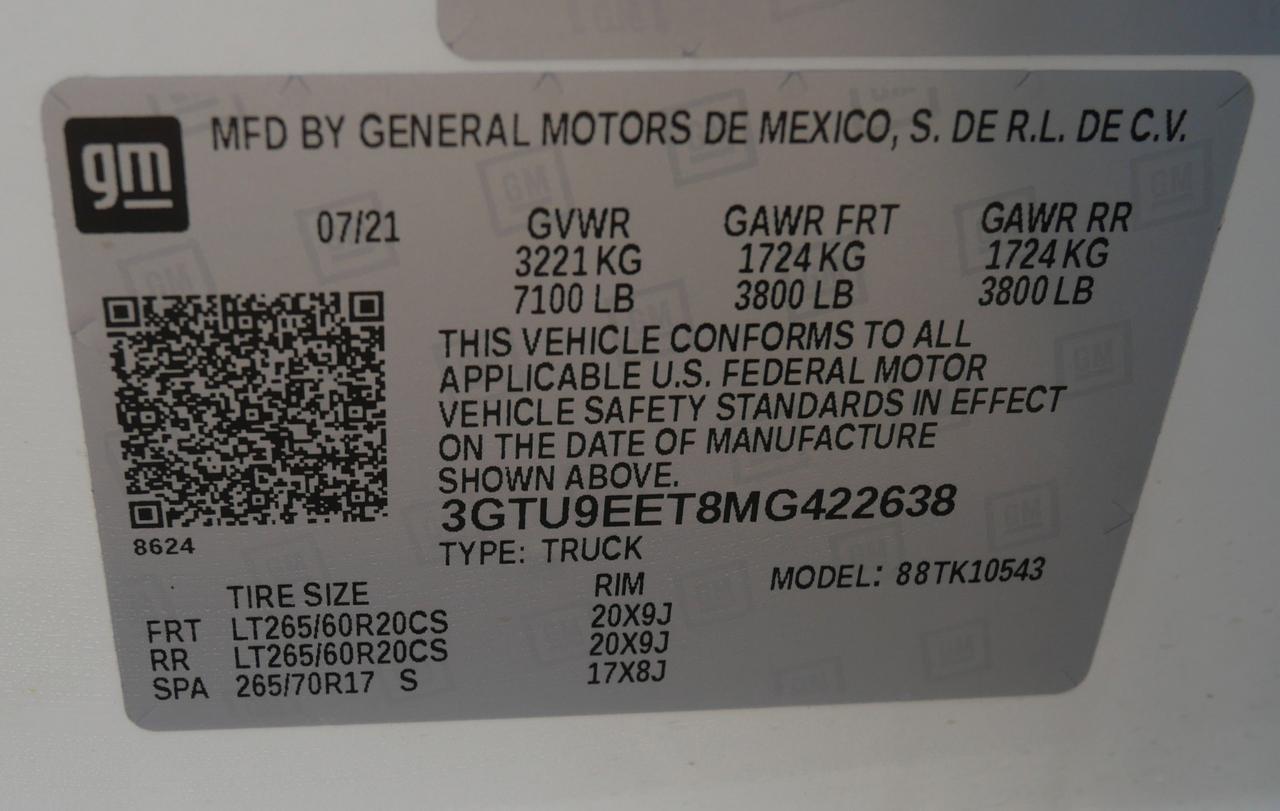 gm
MFD BY GENERAL MOTORS DE MEXICO, S. DE R.L. DE C.V.
07/21 GVWR GAWR FRT GAWR RR
3221 KG 1724 KG 1724 KG
7100 LB 3800 LB 3800 LB
THIS VEHICLE CONFORMS TO ALL
APPLICABLE U.S. FEDERAL MOTOR
VEHICLE SAFETY STANDARDS IN EFFECT
ON THE DATE OF MANUFACTURE
SHOWN ABOVE.
3GTU9EET8MG422638
8624
TYPE: TRUCK
MODEL: 88TK10543
TIRE SIZE RIM
FRT LT265/60R20CS 20X9J
RR LT265/60R20CS 20X9J
SPA 265/70R17 S 17X8J